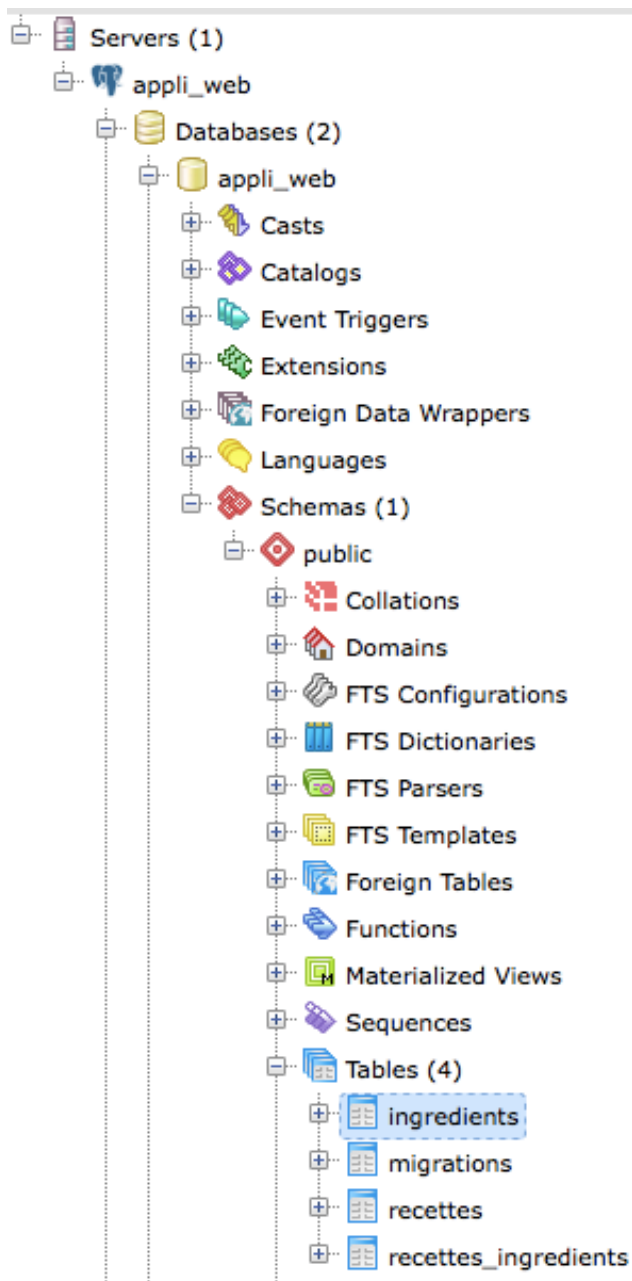 Servers (1)
appli_web
Databases (2)
appli_web
Casts
Catalogs
Event Triggers
Extensions
Foreign Data Wrappers
Languages
Schemas (1)
public
Collations
Domains
FTS Configurations
FTS Dictionaries
FTS Parsers
FTS Templates
Foreign Tables
Functions
Materialized Views
Sequences
Tables (4)
ingredients
migrations
recettes
recettes_ingredients